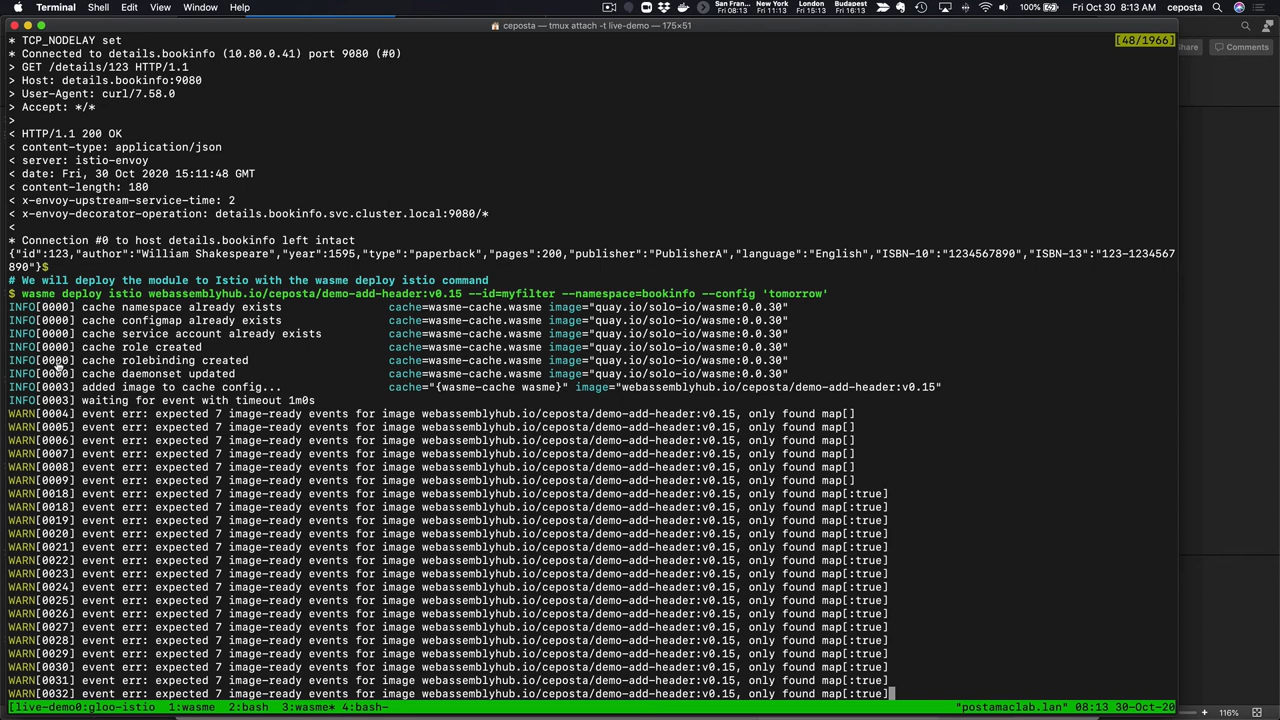 Terminal Shell Edit View Window Help San Fran... Fri 08:13 New York Fri 11:13 London Fri 15:13 Budapest Fri 16:13 100% Fri Oct 30 8:13 AM ceposta
ceposta — tmux attach -t live-demo — 175×51
* TCP_NODELAY set [48/1966]
* Connected to details.bookinfo (10.80.0.41) port 9080 (#0)
> GET /details/123 HTTP/1.1
> Host: details.bookinfo:9080
> User-Agent: curl/7.58.0
> Accept: */*
>
< HTTP/1.1 200 OK
< content-type: application/json
< server: istio-envoy
< date: Fri, 30 Oct 2020 15:11:48 GMT
< content-length: 180
< x-envoy-upstream-service-time: 2
< x-envoy-decorator-operation: details.bookinfo.svc.cluster.local:9080/*
<
* Connection #0 to host details.bookinfo left intact
{"id":123,"author":"William Shakespeare","year":1595,"type":"paperback","pages":200,"publisher":"PublisherA","language":"English","ISBN-10":"1234567890","ISBN-13":"123-1234567
890"}$
# We will deploy the module to Istio with the wasme deploy istio command
$ wasme deploy istio webassemblyhub.io/ceposta/demo-add-header:v0.15 --id=myfilter --namespace=bookinfo --config 'tomorrow'
INFO[0000] cache namespace already exists cache=wasme-cache.wasme image="quay.io/solo-io/wasme:0.0.30"
INFO[0000] cache configmap already exists cache=wasme-cache.wasme image="quay.io/solo-io/wasme:0.0.30"
INFO[0000] cache service account already exists cache=wasme-cache.wasme image="quay.io/solo-io/wasme:0.0.30"
INFO[0000] cache role created cache=wasme-cache.wasme image="quay.io/solo-io/wasme:0.0.30"
INFO[0000] cache rolebinding created cache=wasme-cache.wasme image="quay.io/solo-io/wasme:0.0.30"
INFO[0000] cache daemonset updated cache=wasme-cache.wasme image="quay.io/solo-io/wasme:0.0.30"
INFO[0003] added image to cache config... cache="{wasme-cache wasme}" image="webassemblyhub.io/ceposta/demo-add-header:v0.15"
INFO[0003] waiting for event with timeout 1m0s
WARN[0004] event err: expected 7 image-ready events for image webassemblyhub.io/ceposta/demo-add-header:v0.15, only found map[]
WARN[0005] event err: expected 7 image-ready events for image webassemblyhub.io/ceposta/demo-add-header:v0.15, only found map[]
WARN[0006] event err: expected 7 image-ready events for image webassemblyhub.io/ceposta/demo-add-header:v0.15, only found map[]
WARN[0007] event err: expected 7 image-ready events for image webassemblyhub.io/ceposta/demo-add-header:v0.15, only found map[]
WARN[0008] event err: expected 7 image-ready events for image webassemblyhub.io/ceposta/demo-add-header:v0.15, only found map[]
WARN[0009] event err: expected 7 image-ready events for image webassemblyhub.io/ceposta/demo-add-header:v0.15, only found map[]
WARN[0018] event err: expected 7 image-ready events for image webassemblyhub.io/ceposta/demo-add-header:v0.15, only found map[:true]
WARN[0018] event err: expected 7 image-ready events for image webassemblyhub.io/ceposta/demo-add-header:v0.15, only found map[:true]
WARN[0019] event err: expected 7 image-ready events for image webassemblyhub.io/ceposta/demo-add-header:v0.15, only found map[:true]
WARN[0020] event err: expected 7 image-ready events for image webassemblyhub.io/ceposta/demo-add-header:v0.15, only found map[:true]
WARN[0021] event err: expected 7 image-ready events for image webassemblyhub.io/ceposta/demo-add-header:v0.15, only found map[:true]
WARN[0022] event err: expected 7 image-ready events for image webassemblyhub.io/ceposta/demo-add-header:v0.15, only found map[:true]
WARN[0023] event err: expected 7 image-ready events for image webassemblyhub.io/ceposta/demo-add-header:v0.15, only found map[:true]
WARN[0024] event err: expected 7 image-ready events for image webassemblyhub.io/ceposta/demo-add-header:v0.15, only found map[:true]
WARN[0025] event err: expected 7 image-ready events for image webassemblyhub.io/ceposta/demo-add-header:v0.15, only found map[:true]
WARN[0026] event err: expected 7 image-ready events for image webassemblyhub.io/ceposta/demo-add-header:v0.15, only found map[:true]
WARN[0027] event err: expected 7 image-ready events for image webassemblyhub.io/ceposta/demo-add-header:v0.15, only found map[:true]
WARN[0028] event err: expected 7 image-ready events for image webassemblyhub.io/ceposta/demo-add-header:v0.15, only found map[:true]
WARN[0029] event err: expected 7 image-ready events for image webassemblyhub.io/ceposta/demo-add-header:v0.15, only found map[:true]
WARN[0030] event err: expected 7 image-ready events for image webassemblyhub.io/ceposta/demo-add-header:v0.15, only found map[:true]
WARN[0031] event err: expected 7 image-ready events for image webassemblyhub.io/ceposta/demo-add-header:v0.15, only found map[:true]
WARN[0032] event err: expected 7 image-ready events for image webassemblyhub.io/ceposta/demo-add-header:v0.15, only found map[:true]
[live-demo0:gloo-istio 1:wasme 2:bash 3:wasme* 4:bash- "postamaclab.lan" 08:13 30-Oct-20
Share Comments
116%